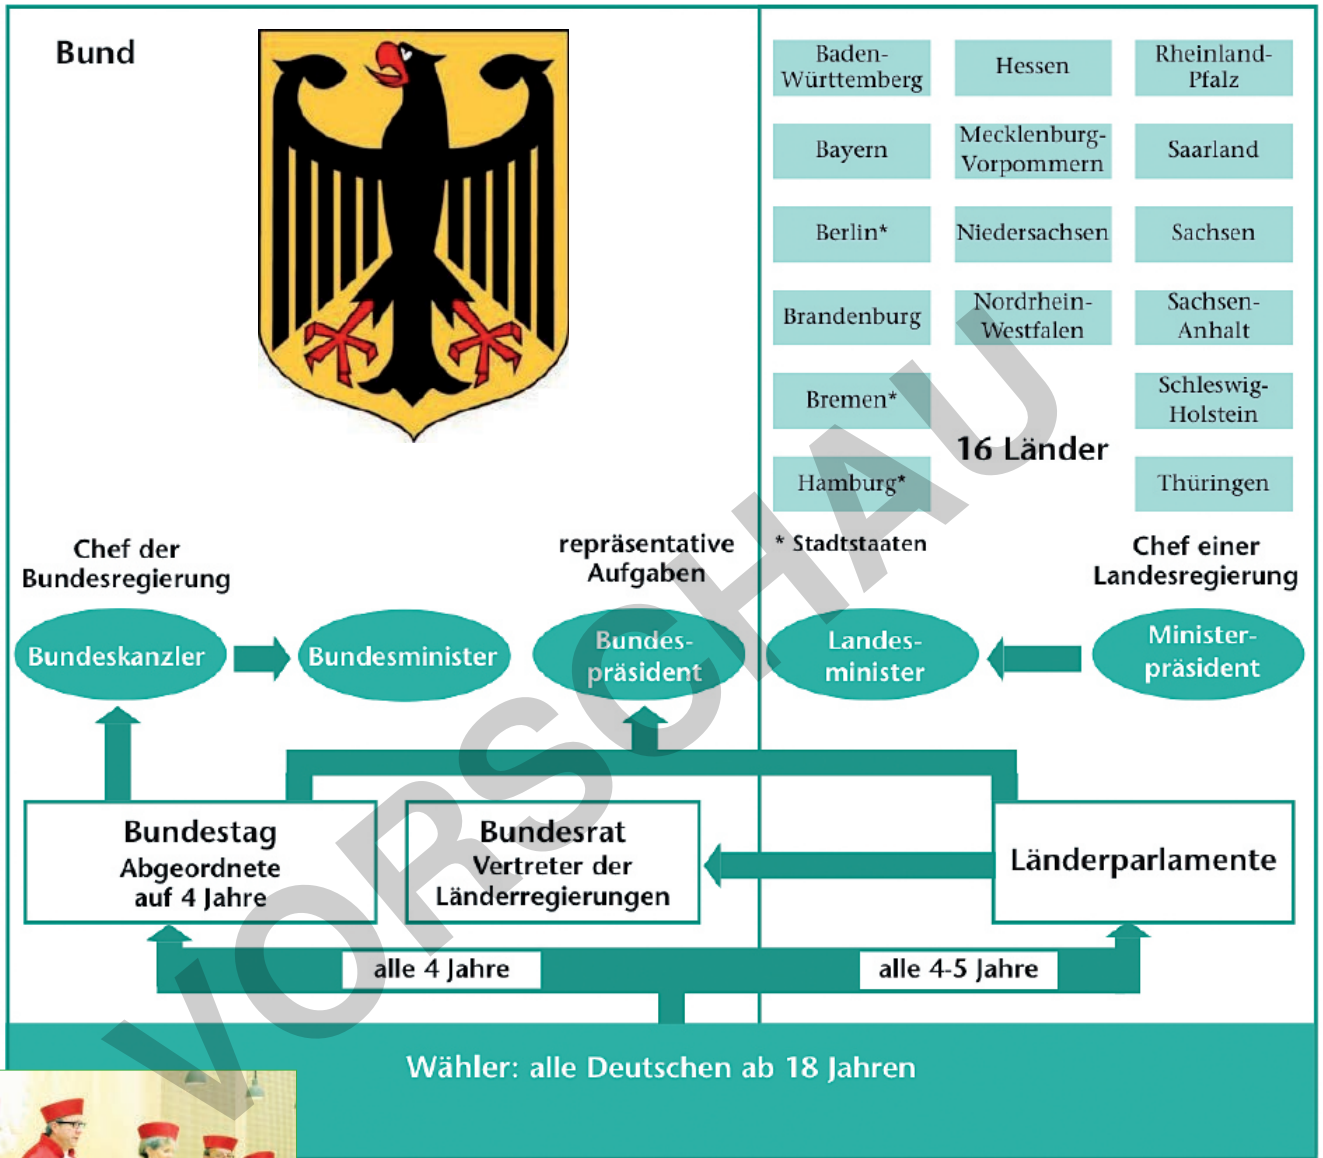 Bund
Baden-
Württemberg
Hessen
Rheinland-
Pfalz
Bayern
Mecklenburg-
Vorpommern
Saarland
Berlin*
Niedersachsen
Sachsen
Brandenburg
Nordrhein-
Westfalen
Sachsen-
Anhalt
Bremen*
Schleswig-
Holstein
16 Länder
Hamburg*
Thüringen
* Stadtstaaten
Chef der
Bundesregierung
repräsentative
Aufgaben
Chef einer
Landesregierung
Bundeskanzler
Bundesminister
Bundes-
präsident
Landes-
minister
Minister-
präsident
Bundestag
Abgeordnete
auf 4 Jahre
Bundesrat
Vertreter der
Länderregierungen
Länderparlamente
alle 4 Jahre
alle 4-5 Jahre
Wähler: alle Deutschen ab 18 Jahren
VORSCHAU